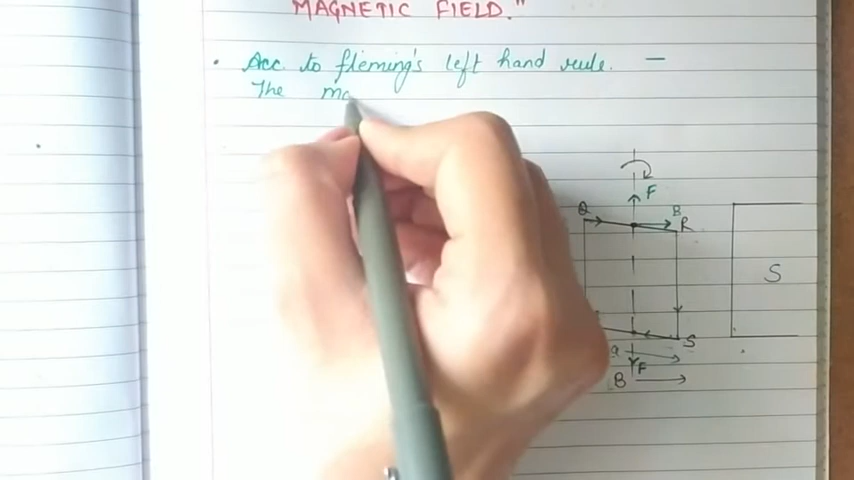 MAGNETIC FIELD."
• Acc. to fleming's left hand rule. —
The ma
F
Q
B
R
S
S
a
F
B